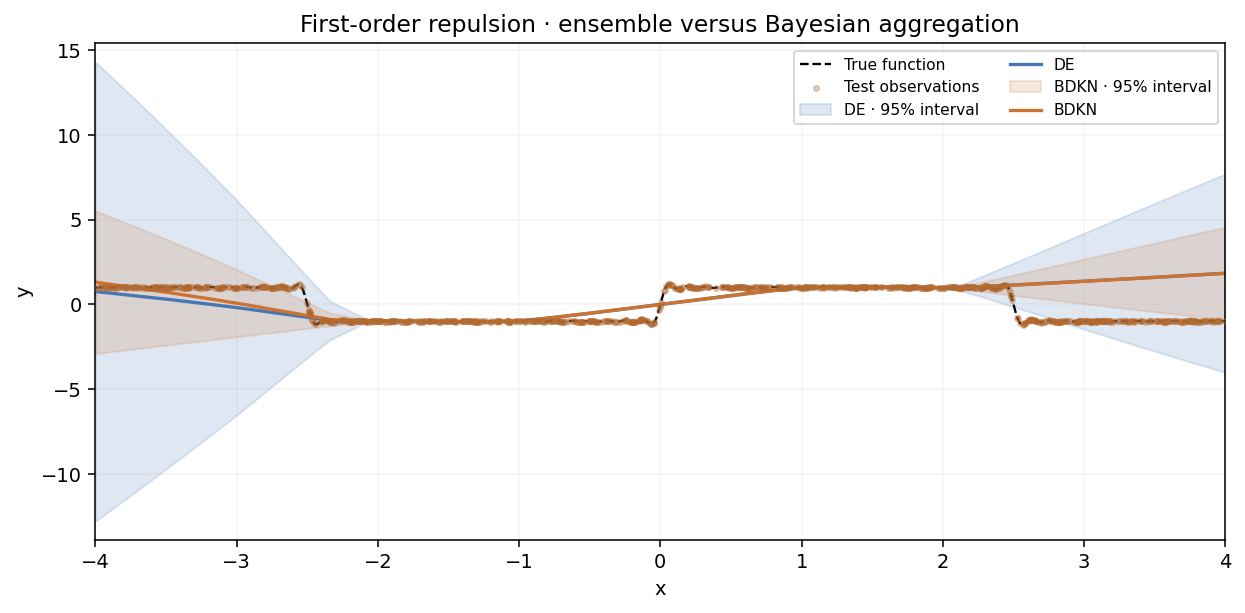 First-order repulsion · ensemble versus Bayesian aggregation
True function
Test observations
DE · 95% interval
DE
BDKN · 95% interval
BDKN
15
10
5
0
−5
−10
y
−4
−3
−2
−1
0
1
2
3
4
x